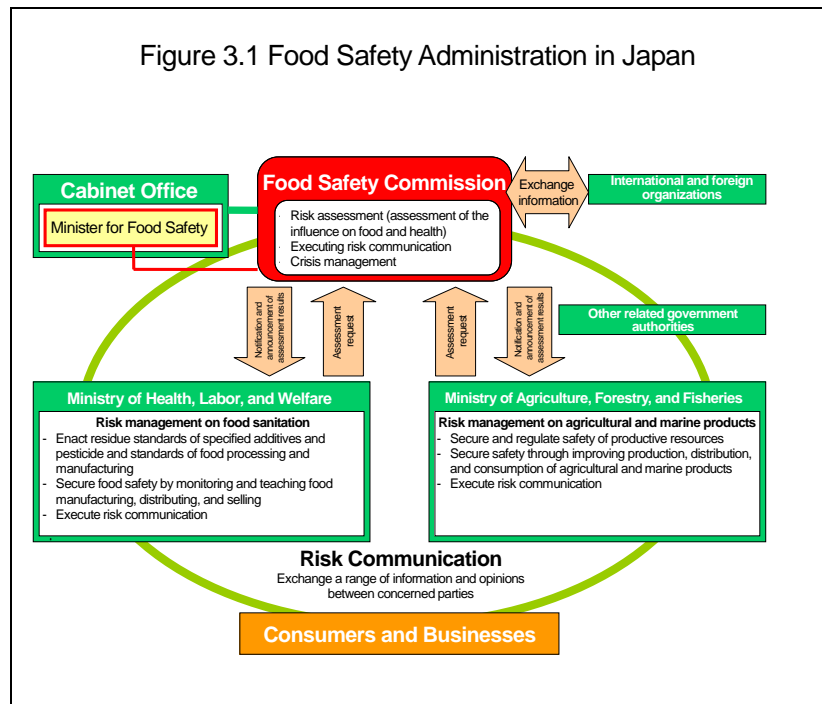 Figure 3.1 Food Safety Administration in Japan
Cabinet Office
Minister for Food Safety
Food Safety Commission
· Risk assessment (assessment of the
influence on food and health)
· Executing risk communication
· Crisis management
Exchange
information
International and foreign
organizations
Notification and
announcement of
assessment results
Assessment
request
Assessment
request
Notification and
announcement of
assessment results
Other related government
authorities
Ministry of Health, Labor, and Welfare
Risk management on food sanitation
- Enact residue standards of specified additives and
pesticide and standards of food processing and
manufacturing
- Secure food safety by monitoring and teaching food
manufacturing, distributing, and selling
- Execute risk communication
Ministry of Agriculture, Forestry, and Fisheries
Risk management on agricultural and marine products
- Secure and regulate safety of productive resources
- Secure safety through improving production, distribution,
and consumption of agricultural and marine products
- Execute risk communication
Risk Communication
Exchange a range of information and opinions
between concerned parties
Consumers and Businesses